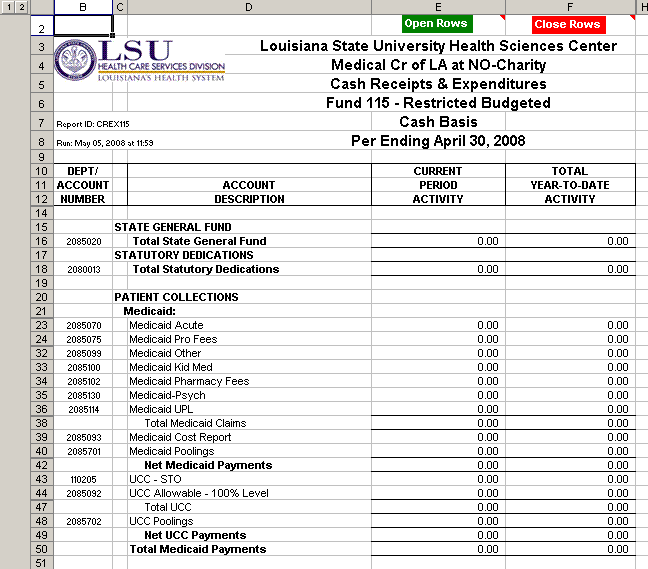 1 2 B C D E F H
2 Open Rows Close Rows
3 LSU Louisiana State University Health Sciences Center
4 HEALTH CARE SERVICES DIVISION Medical Cr of LA at NO-Charity
5 LOUISIANA'S HEALTH SYSTEM Cash Receipts & Expenditures
6 Fund 115 - Restricted Budgeted
7 Report ID: CREX115 Cash Basis
8 Run: May 05, 2008 at 11:59 Per Ending April 30, 2008
9
10 DEPT/ CURRENT TOTAL
11 ACCOUNT ACCOUNT PERIOD YEAR-TO-DATE
12 NUMBER DESCRIPTION ACTIVITY ACTIVITY
14
15 STATE GENERAL FUND
16 2085020 Total State General Fund 0.00 0.00
17 STATUTORY DEDICATIONS
18 2080013 Total Statutory Dedications 0.00 0.00
19
20 PATIENT COLLECTIONS
21 Medicaid:
23 2085070 Medicaid Acute 0.00 0.00
24 2085075 Medicaid Pro Fees 0.00 0.00
32 2085099 Medicaid Other 0.00 0.00
33 2085100 Medicaid Kid Med 0.00 0.00
34 2085102 Medicaid Pharmacy Fees 0.00 0.00
35 2085130 Medicaid-Psych 0.00 0.00
36 2085114 Medicaid UPL 0.00 0.00
38 Total Medicaid Claims 0.00 0.00
39 2085093 Medicaid Cost Report 0.00 0.00
40 2085701 Medicaid Poolings 0.00 0.00
42 Net Medicaid Payments 0.00 0.00
43 110205 UCC - STO 0.00 0.00
44 2085092 UCC Allowable - 100% Level 0.00 0.00
47 Total UCC 0.00 0.00
48 2085702 UCC Poolings 0.00 0.00
49 Net UCC Payments 0.00 0.00
50 Total Medicaid Payments 0.00 0.00
51